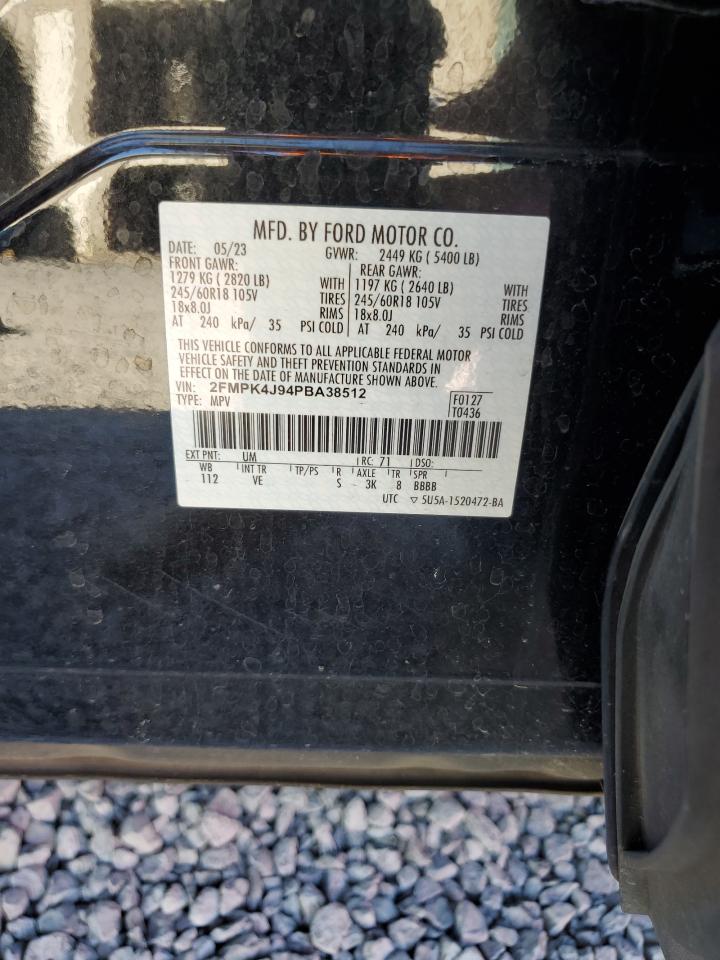 MFD. BY FORD MOTOR CO.
DATE: 05/23 GVWR: 2449 KG ( 5400 LB)
FRONT GAWR: REAR GAWR:
1279 KG ( 2820 LB) WITH 1197 KG ( 2640 LB) WITH
245/60R18 105V TIRES 245/60R18 105V TIRES
18x8.0J RIMS 18x8.0J RIMS
AT 240 kPa/ 35 PSI COLD AT 240 kPa/ 35 PSI COLD
THIS VEHICLE CONFORMS TO ALL APPLICABLE FEDERAL MOTOR
VEHICLE SAFETY AND THEFT PREVENTION STANDARDS IN
EFFECT ON THE DATE OF MANUFACTURE SHOWN ABOVE.
VIN: 2FMPK4J94PBA38512 F0127
TYPE: MPV T0436
EXT PNT: UM RC: 71 DSO:
WB INT TR TP/PS R AXLE TR SPR
112 VE S 3K 8 BBBB
UTC ▽ 5U5A-1520472-BA